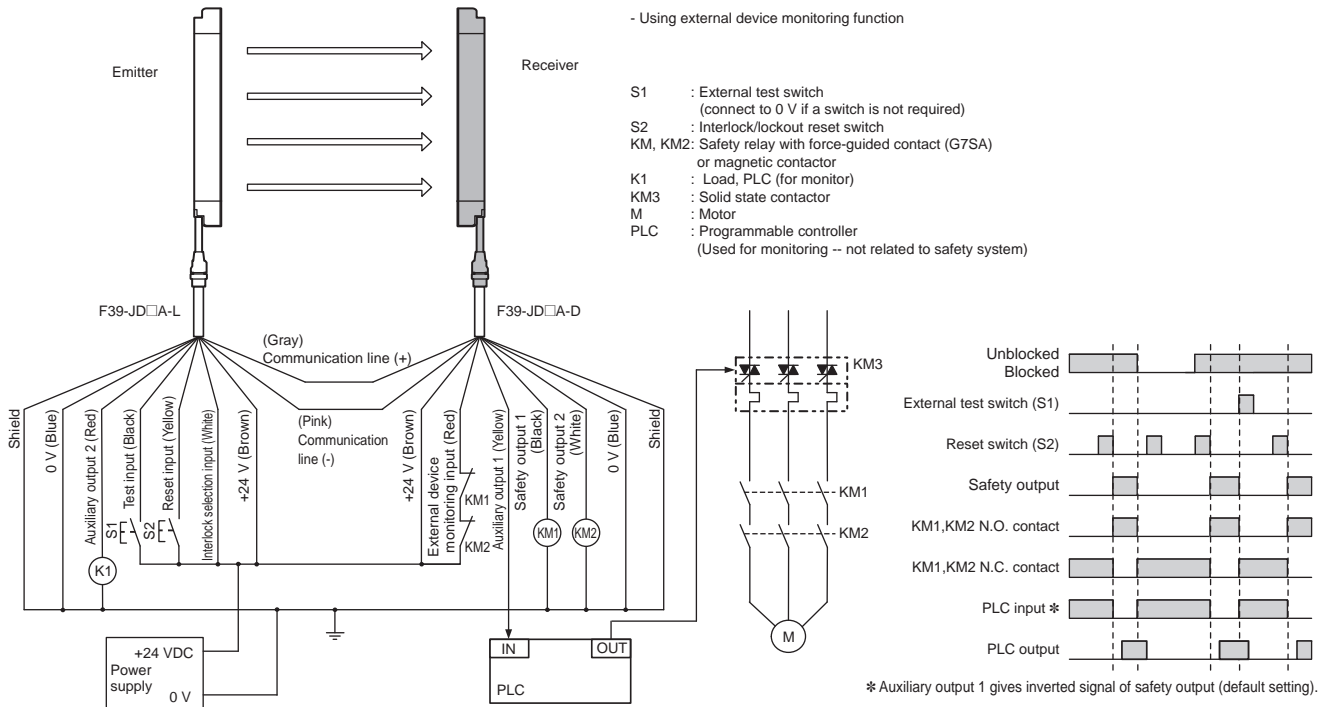 - Using external device monitoring function
Emitter
Receiver
S1 : External test switch
(connect to 0 V if a switch is not required)
S2 : Interlock/lockout reset switch
KM, KM2: Safety relay with force-guided contact (G7SA)
or magnetic contactor
K1 : Load, PLC (for monitor)
KM3 : Solid state contactor
M : Motor
PLC : Programmable controller
(Used for monitoring -- not related to safety system)
F39-JD□A-L
F39-JD□A-D
(Gray)
Communication line (+)
(Pink)
Communication
line (-)
Shield
0 V (Blue)
Auxiliary output 2 (Red)
Test input (Black)
Reset input (Yellow)
Interlock selection input (White)
+24 V (Brown)
+24 V (Brown)
External device
monitoring input (Red)
Auxiliary output 1 (Yellow)
Safety output 1
(Black)
Safety output 2
(White)
0 V (Blue)
Shield
S1
S2
K1
KM1
KM2
KM1
KM2
+24 VDC
Power
supply
0 V
IN
OUT
PLC
KM3
KM1
KM2
M
Unblocked
Blocked
External test switch (S1)
Reset switch (S2)
Safety output
KM1,KM2 N.O. contact
KM1,KM2 N.C. contact
PLC input ✽
PLC output
✽ Auxiliary output 1 gives inverted signal of safety output (default setting).